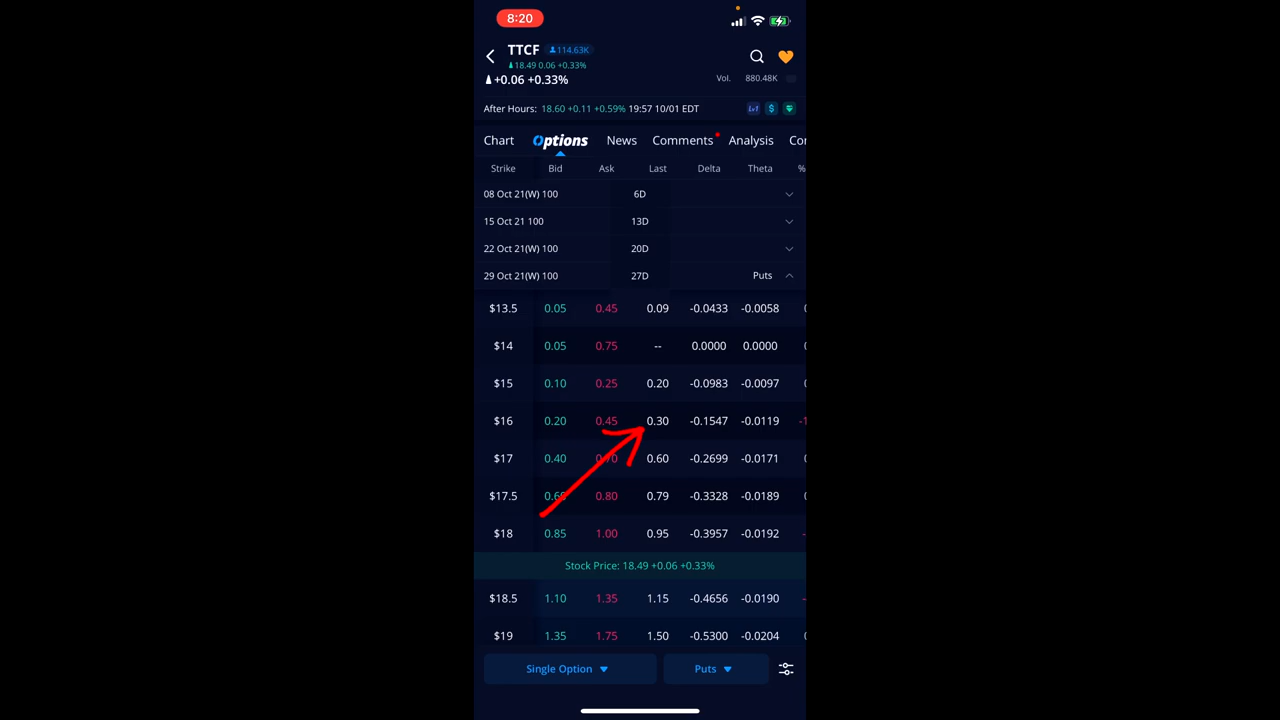 8:20
TTCF 114.63K
18.49 0.06 +0.33%
+0.06 +0.33%
Vol. 880.48K
After Hours: 18.60 +0.11 +0.59% 19:57 10/01 EDT Lv1 $
Chart Options News Comments Analysis Cor
Strike Bid Ask Last Delta Theta %
08 Oct 21(W) 100 6D
15 Oct 21 100 13D
22 Oct 21(W) 100 20D
29 Oct 21(W) 100 27D Puts
$13.5 0.05 0.45 0.09 -0.0433 -0.0058
$14 0.05 0.75 -- 0.0000 0.0000
$15 0.10 0.25 0.20 -0.0983 -0.0097
$16 0.20 0.45 0.30 -0.1547 -0.0119 -1
$17 0.40 0.60 -0.2699 -0.0171
$17.5 0.80 0.79 -0.3328 -0.0189
$18 0.85 1.00 0.95 -0.3957 -0.0192 -
Stock Price: 18.49 +0.06 +0.33%
$18.5 1.10 1.35 1.15 -0.4656 -0.0190 -
$19 1.35 1.75 1.50 -0.5300 -0.0204
Single Option Puts